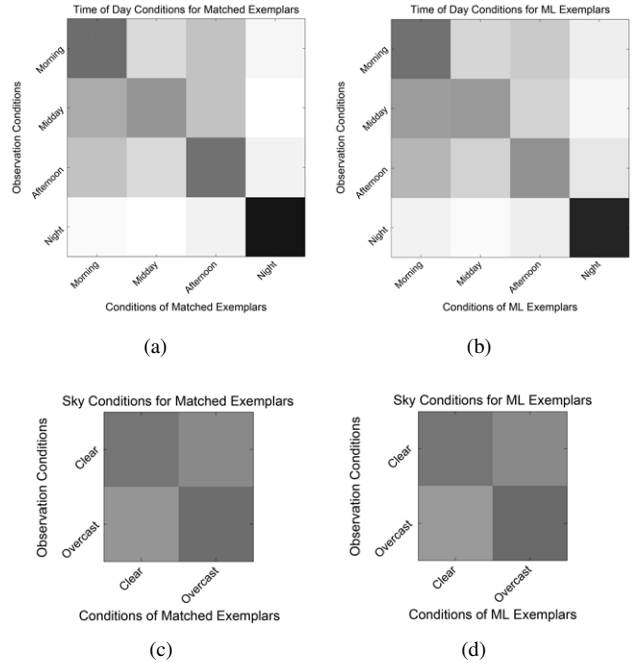 Time of Day Conditions for Matched Exemplars
Observation Conditions
Morning
Midday
Afternoon
Night
Morning
Midday
Afternoon
Night
Conditions of Matched Exemplars
(a)
Time of Day Conditions for ML Exemplars
Observation Conditions
Morning
Midday
Afternoon
Night
Morning
Midday
Afternoon
Night
Conditions of ML Exemplars
(b)
Sky Conditions for Matched Exemplars
Observation Conditions
Clear
Overcast
Clear
Overcast
Conditions of Matched Exemplars
(c)
Sky Conditions for ML Exemplars
Observation Conditions
Clear
Overcast
Clear
Overcast
Conditions of ML Exemplars
(d)